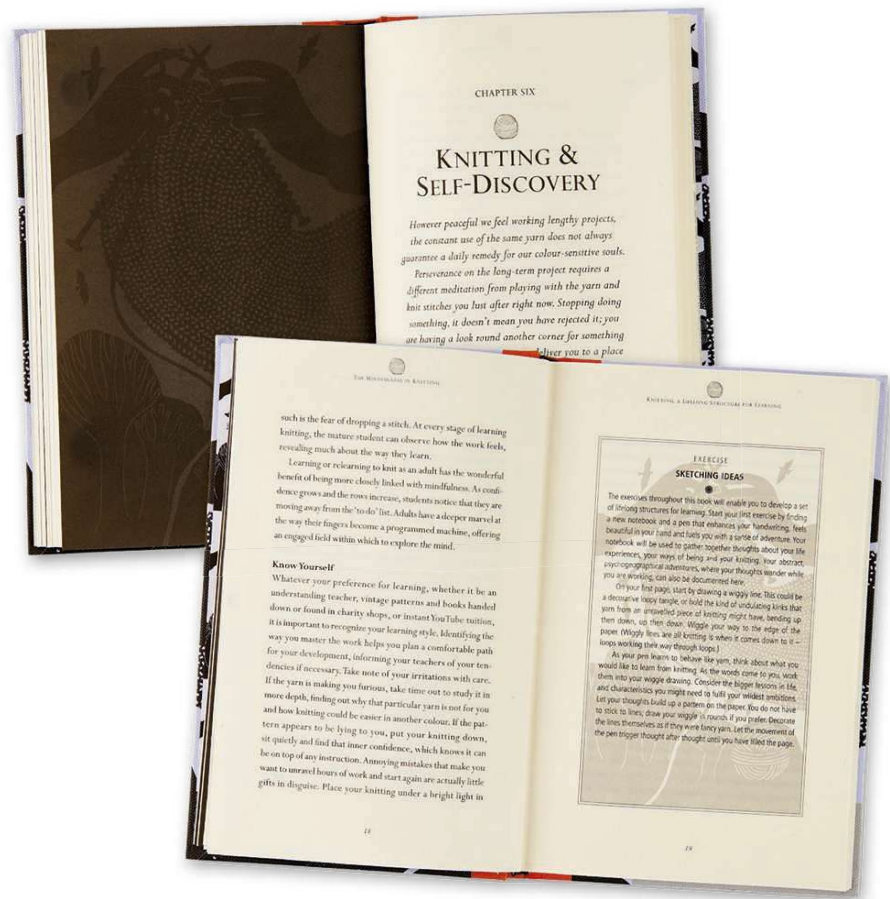 CHAPTER SIX
KNITTING &
SELF-DISCOVERY
However peaceful we feel working lengthy projects,
the constant use of the same yarn does not always
guarantee a daily remedy for our colour-sensitive souls.
Perseverance on the long-term project requires a
different meditation from playing with the yarn and
knit stitches you lust after right now. Stopping doing
something, it doesn't mean you have rejected it; you
are having a look round another corner for something
deliver you to a place
THE MINDFULNESS IN KNITTING
such is the fear of dropping a stitch. At every stage of learning
knitting, the mature student can observe how the work feels,
revealing much about the way they learn.
Learning or relearning to knit as an adult has the wonderful
benefit of being more closely linked with mindfulness. As confi-
dence grows and the rows increase, students notice that they are
moving away from the 'to do' list. Adults have a deeper marvel at
the way their fingers become a programmed machine, offering
an engaged field within which to explore the mind.
Know Yourself
Whatever your preference for learning, whether it be an
understanding teacher, vintage patterns and books handed
down or found in charity shops, or instant YouTube tuition,
it is important to recognize your learning style. Identifying the
way you master the work helps you plan a comfortable path
for your development, informing your teachers of your ten-
dencies if necessary. Take note of your irritations with care.
If the yarn is making you furious, take time out to study it in
more depth, finding out why that particular yarn is not for you
and how knitting could be easier in another colour. If the pat-
tern appears to be lying to you, put your knitting down,
sit quietly and find that inner confidence, which knows it can
be on top of any instruction. Annoying mistakes that make you
want to unravel hours of work and start again are actually little
gifts in disguise. Place your knitting under a bright light in
18
KNITTING, A DEFINING STRUCTURE FOR LEARNING
EXERCISE
SKETCHING IDEAS
The exercises throughout this book will enable you to develop a set
of lifelong structures for learning. Start your first exercise by finding
a new notebook and a pen that enhances your handwriting, feels
beautiful in your hand and fuels you with a sense of adventure. Your
notebook will be used to gather together thoughts about your life
experiences, your ways of being and your knitting. Your abstract,
psychogeographical adventures, where your thoughts wander while
you are working, can also be documented here.
On your first page, start by drawing a wiggly line. This could be
a decorative loopy tangle, or build the kind of undulating kinks that
yarn from an unravelled piece of knitting might have, bending up
then down, up then down. Wiggle your way to the edge of the
paper. (Wiggly lines are all knitting is when it comes down to it –
loops working their way through loops.)
As your pen learns to behave like yarn, think about what you
would like to learn from knitting. As the words come to you, work
them into your wiggle drawing. Consider the bigger lessons in life,
and characteristics you might need to fulfil your wildest ambitions.
Let your thoughts build up a pattern on the paper. You do not have
to stick to lines; draw your wiggle in rounds if you prefer. Decorate
the lines themselves as if they were fancy yarn. Let the movement of
the pen trigger thought after thought until you have filled the page.
19